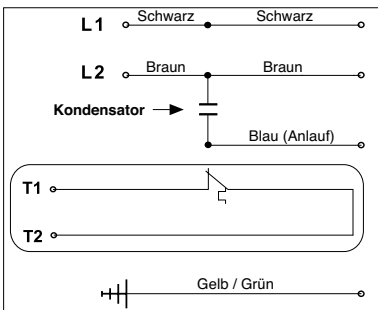 L1 Schwarz Schwarz
L2 Braun Braun
Kondensator
Blau (Anlauf)
T1
T2
Gelb / Grün